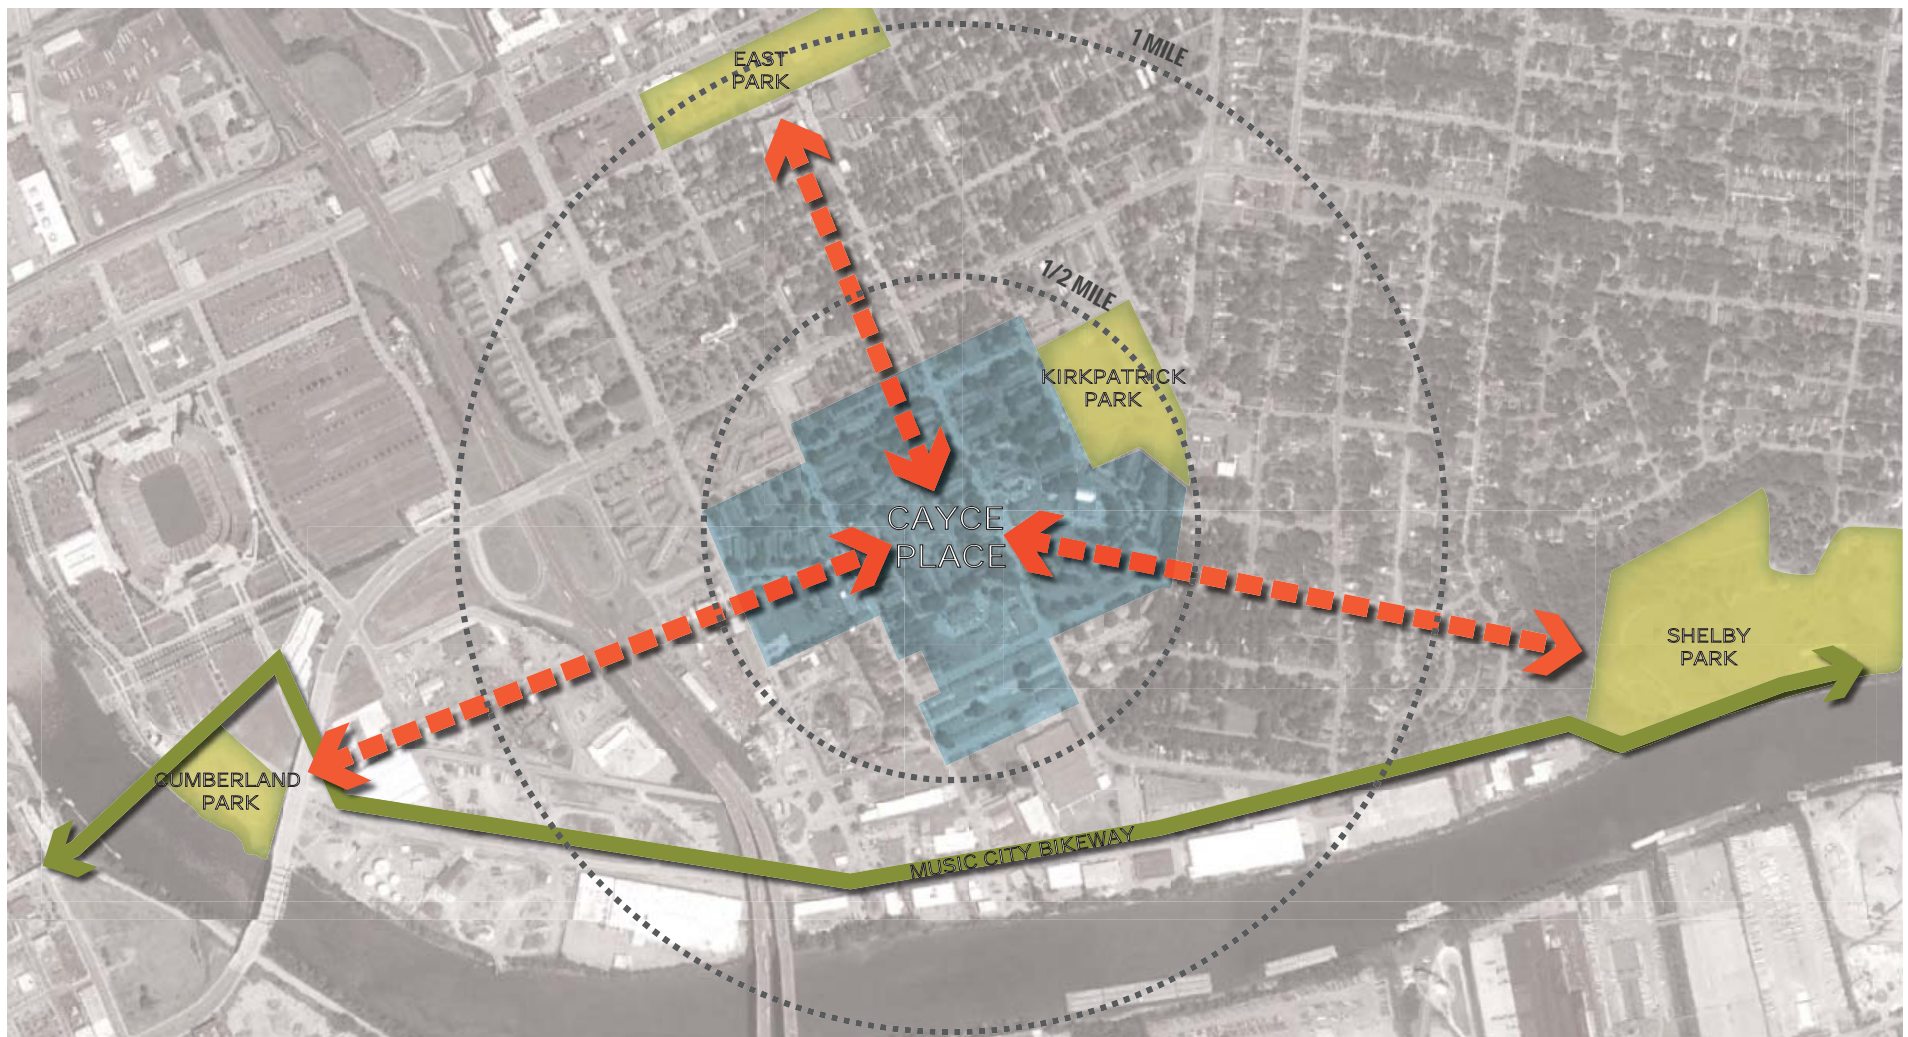 1 MILE
EAST
PARK
1/2 MILE
KIRKPATRICK
PARK
CAYCE
PLACE
SHELBY
PARK
CUMBERLAND
PARK
MUSIC CITY BIKEWAY